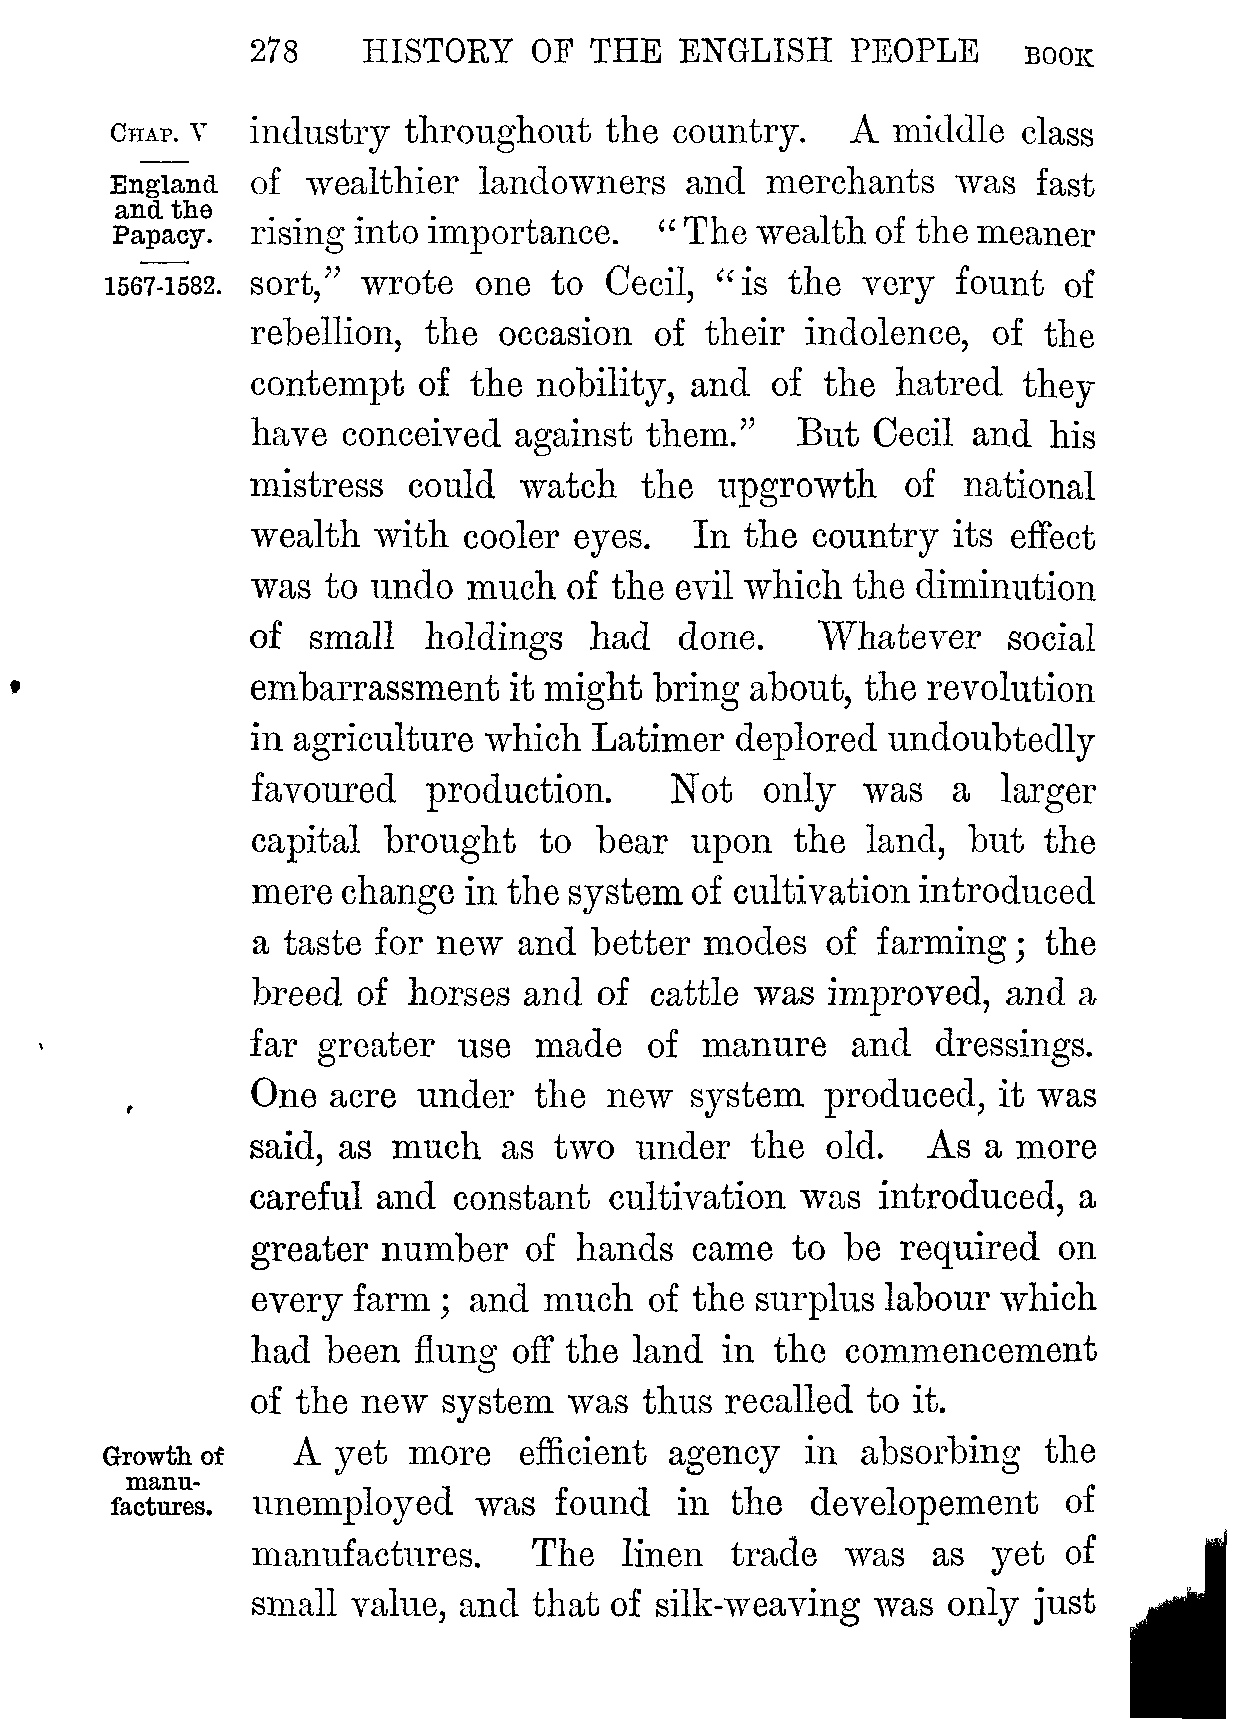 278 HISTORY OF THE ENGLISH PEOPLE BOOK
CHAP. V
England
and the
Papacy.
1567-1582.
industry throughout the country. A middle class
of wealthier landowners and merchants was fast
rising into importance. “The wealth of the meaner
sort,” wrote one to Cecil, “is the very fount of
rebellion, the occasion of their indolence, of the
contempt of the nobility, and of the hatred they
have conceived against them.” But Cecil and his
mistress could watch the upgrowth of national
wealth with cooler eyes. In the country its effect
was to undo much of the evil which the diminution
of small holdings had done. Whatever social
embarrassment it might bring about, the revolution
in agriculture which Latimer deplored undoubtedly
favoured production. Not only was a larger
capital brought to bear upon the land, but the
mere change in the system of cultivation introduced
a taste for new and better modes of farming; the
breed of horses and of cattle was improved, and a
far greater use made of manure and dressings.
One acre under the new system produced, it was
said, as much as two under the old. As a more
careful and constant cultivation was introduced, a
greater number of hands came to be required on
every farm; and much of the surplus labour which
had been flung off the land in the commencement
of the new system was thus recalled to it.
Growth of
manu-
factures.
A yet more efficient agency in absorbing the
unemployed was found in the developement of
manufactures. The linen trade was as yet of
small value, and that of silk-weaving was only just